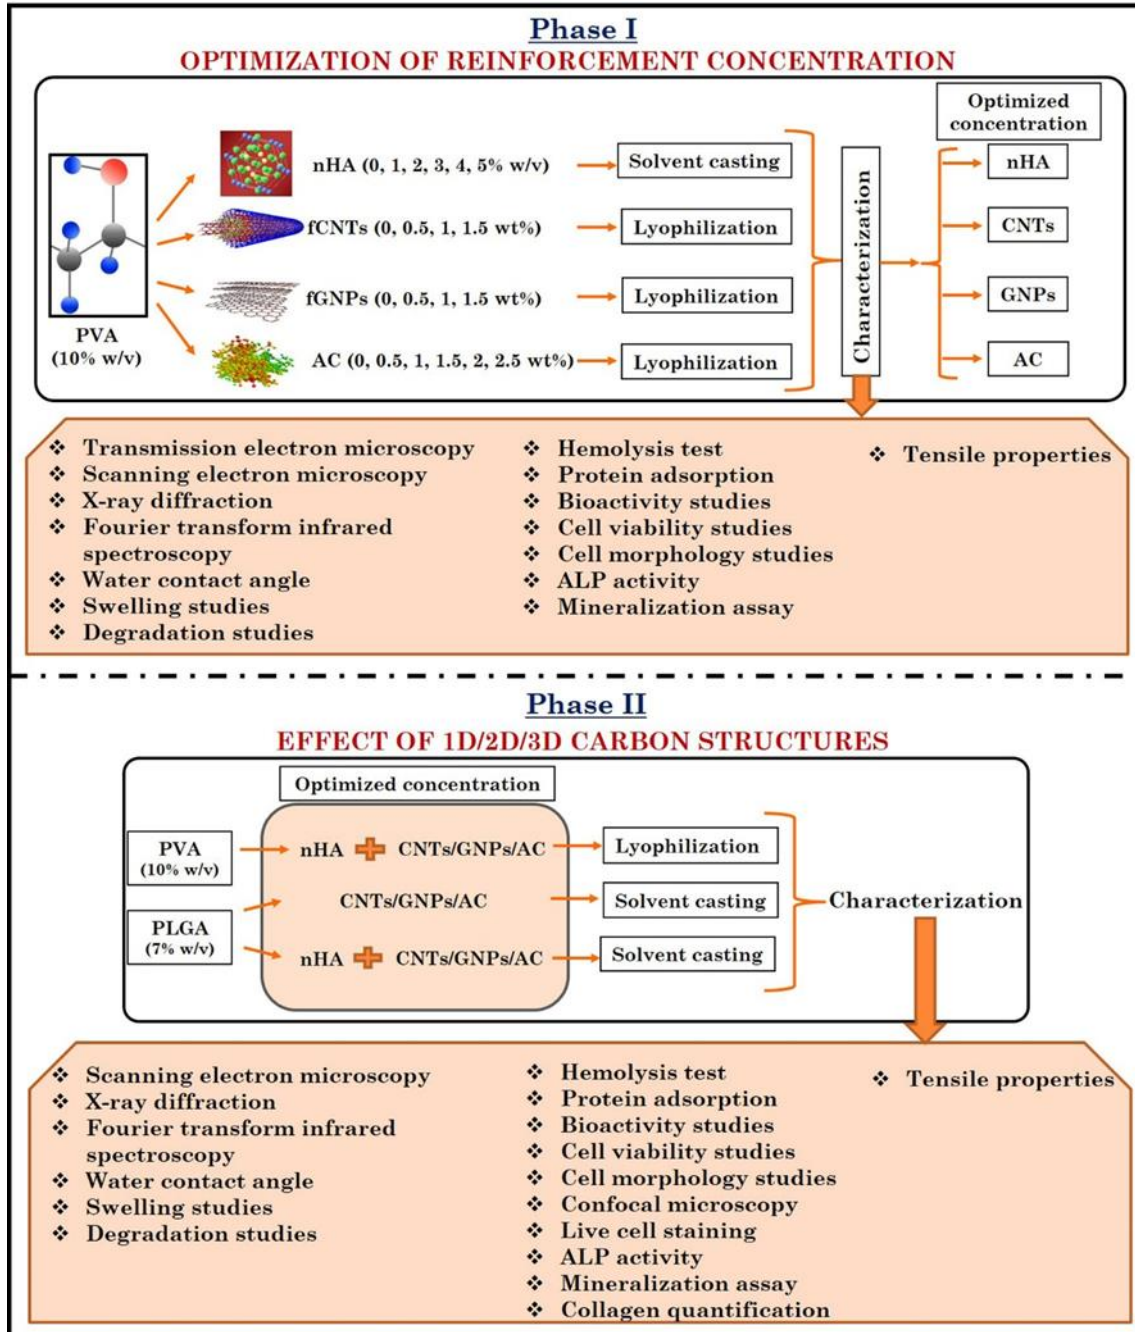 Phase I
OPTIMIZATION OF REINFORCEMENT CONCENTRATION
PVA
(10% w/v)
nHA (0, 1, 2, 3, 4, 5% w/v)
Solvent casting
fCNTs (0, 0.5, 1, 1.5 wt%)
Lyophilization
fGNPs (0, 0.5, 1, 1.5 wt%)
Lyophilization
AC (0, 0.5, 1, 1.5, 2, 2.5 wt%)
Lyophilization
Characterization
Optimized
concentration
nHA
CNTs
GNPs
AC
❖ Transmission electron microscopy
❖ Scanning electron microscopy
❖ X-ray diffraction
❖ Fourier transform infrared
spectroscopy
❖ Water contact angle
❖ Swelling studies
❖ Degradation studies
❖ Hemolysis test
❖ Protein adsorption
❖ Bioactivity studies
❖ Cell viability studies
❖ Cell morphology studies
❖ ALP activity
❖ Mineralization assay
❖ Tensile properties
Phase II
EFFECT OF 1D/2D/3D CARBON STRUCTURES
Optimized concentration
PVA
(10% w/v)
nHA + CNTs/GNPs/AC
Lyophilization
CNTs/GNPs/AC
Solvent casting
PLGA
(7% w/v)
nHA + CNTs/GNPs/AC
Solvent casting
Characterization
❖ Scanning electron microscopy
❖ X-ray diffraction
❖ Fourier transform infrared
spectroscopy
❖ Water contact angle
❖ Swelling studies
❖ Degradation studies
❖ Hemolysis test
❖ Protein adsorption
❖ Bioactivity studies
❖ Cell viability studies
❖ Cell morphology studies
❖ Confocal microscopy
❖ Live cell staining
❖ ALP activity
❖ Mineralization assay
❖ Collagen quantification
❖ Tensile properties